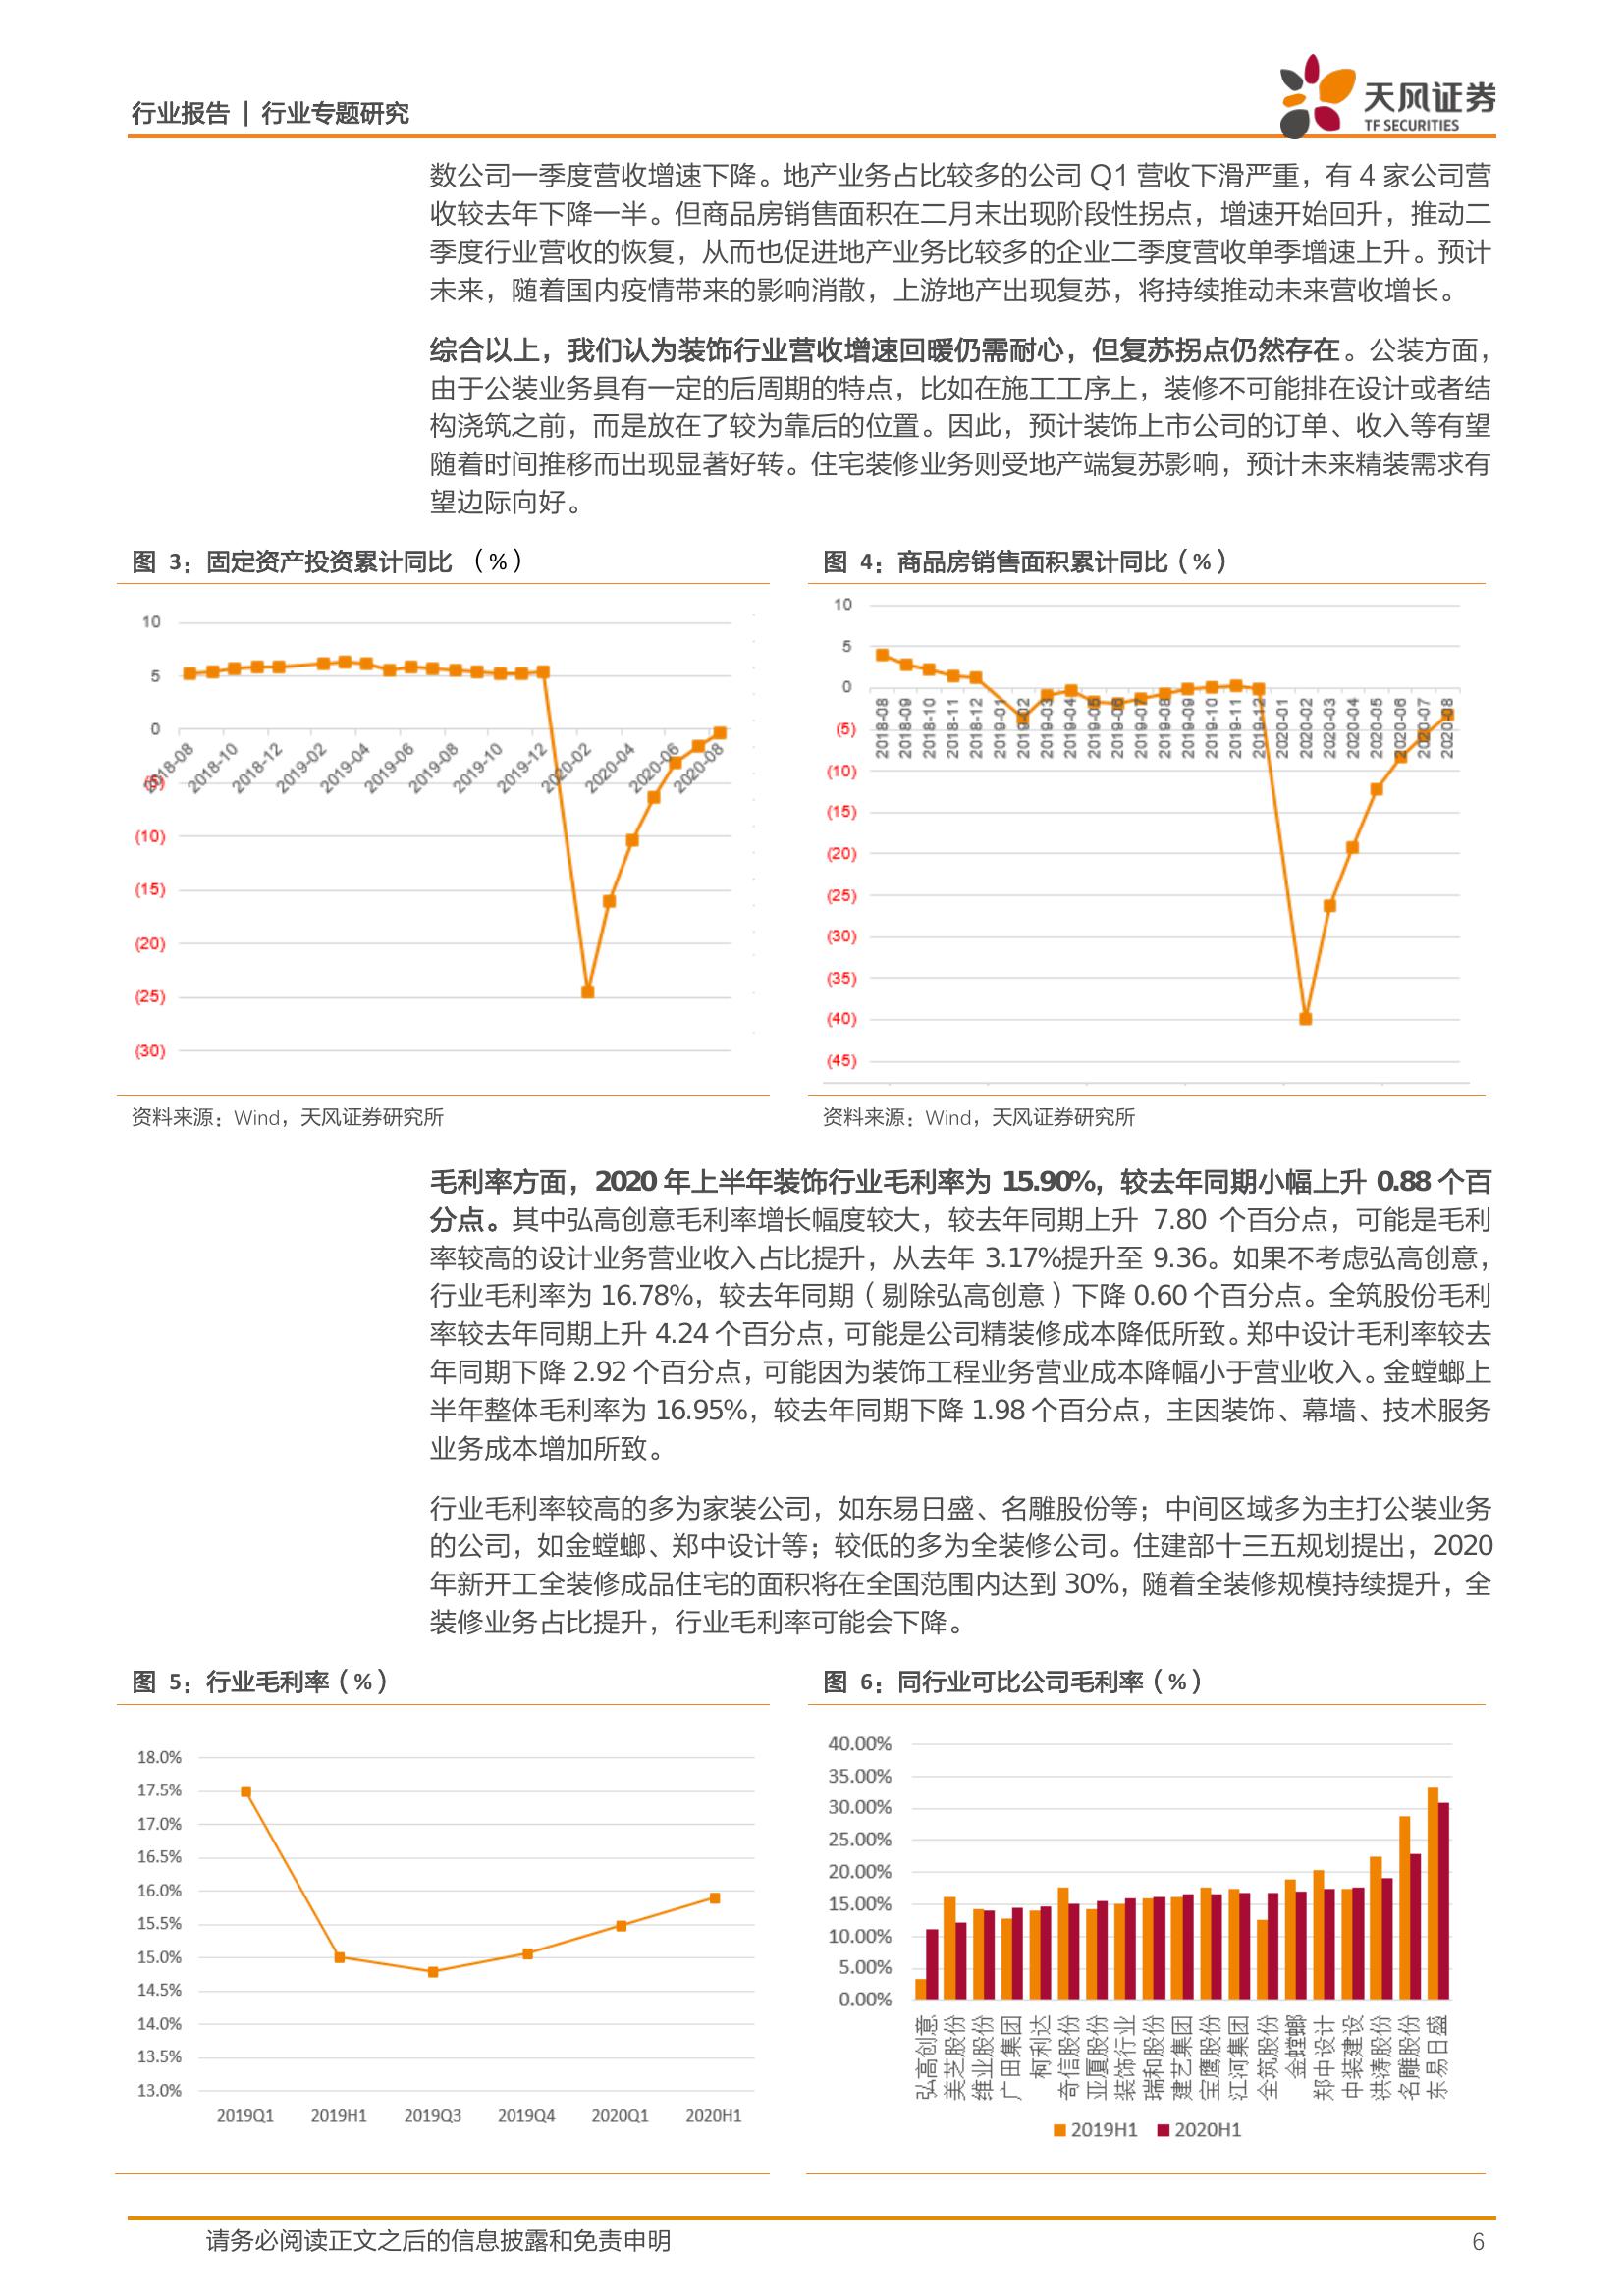 行业报告 | 行业专题研究
天风证券
TF SECURITIES
数公司一季度营收增速下降。地产业务占比较多的公司 Q1 营收下滑严重，有 4 家公司营
收较去年下降一半。但商品房销售面积在二月末出现阶段性拐点，增速开始回升，推动二
季度行业营收的恢复，从而也促进地产业务比较多的企业二季度营收单季增速上升。预计
未来，随着国内疫情带来的影响消散，上游地产出现复苏，将持续推动未来营收增长。
综合以上，我们认为装饰行业营收增速回暖仍需耐心，但复苏拐点仍然存在。公装方面，
由于公装业务具有一定的后周期的特点，比如在施工工序上，装修不可能排在设计或者结
构浇筑之前，而是放在了较为靠后的位置。因此，预计装饰上市公司的订单、收入等有望
随着时间推移而出现显著好转。住宅装修业务则受地产端复苏影响，预计未来精装需求有
望边际向好。
图 3：固定资产投资累计同比 （%）
10
5
0
(5)
(10)
(15)
(20)
(25)
(30)
2018-08
2018-10
2018-12
2019-02
2019-04
2019-06
2019-08
2019-10
2019-12
2020-02
2020-04
2020-06
2020-08
资料来源：Wind，天风证券研究所
图 4：商品房销售面积累计同比（%）
10
5
0
(5)
(10)
(15)
(20)
(25)
(30)
(35)
(40)
(45)
2018-08
2018-09
2018-10
2018-11
2018-12
2019-01
2019-02
2019-03
2019-04
2019-05
2019-06
2019-07
2019-08
2019-09
2019-10
2019-11
2019-12
2020-01
2020-02
2020-03
2020-04
2020-05
2020-06
2020-07
2020-08
资料来源：Wind，天风证券研究所
毛利率方面，2020 年上半年装饰行业毛利率为 15.90%，较去年同期小幅上升 0.88 个百
分点。其中弘高创意毛利率增长幅度较大，较去年同期上升 7.80 个百分点，可能是毛利
率较高的设计业务营业收入占比提升，从去年 3.17%提升至 9.36。如果不考虑弘高创意，
行业毛利率为 16.78%，较去年同期（剔除弘高创意）下降 0.60 个百分点。全筑股份毛利
率较去年同期上升 4.24 个百分点，可能是公司精装修成本降低所致。郑中设计毛利率较去
年同期下降 2.92 个百分点，可能因为装饰工程业务营业成本降幅小于营业收入。金螳螂上
半年整体毛利率为 16.95%，较去年同期下降 1.98 个百分点，主因装饰、幕墙、技术服务
业务成本增加所致。
行业毛利率较高的多为家装公司，如东易日盛、名雕股份等；中间区域多为主打公装业务
的公司，如金螳螂、郑中设计等；较低的多为全装修公司。住建部十三五规划提出，2020
年新开工全装修成品住宅的面积将在全国范围内达到 30%，随着全装修规模持续提升，全
装修业务占比提升，行业毛利率可能会下降。
图 5：行业毛利率（%）
18.0%
17.5%
17.0%
16.5%
16.0%
15.5%
15.0%
14.5%
14.0%
13.5%
13.0%
2019Q1 2019H1 2019Q3 2019Q4 2020Q1 2020H1
图 6：同行业可比公司毛利率（%）
40.00%
35.00%
30.00%
25.00%
20.00%
15.00%
10.00%
5.00%
0.00%
弘高创意
美芝股份
维业股份
广田集团
柯利达
奇信股份
亚厦股份
装饰行业
瑞和股份
建艺集团
宝鹰股份
江河集团
全筑股份
金螳螂
郑中设计
中装建设
洪涛股份
名雕股份
东易日盛
2019H1 2020H1
请务必阅读正文之后的信息披露和免责申明
6